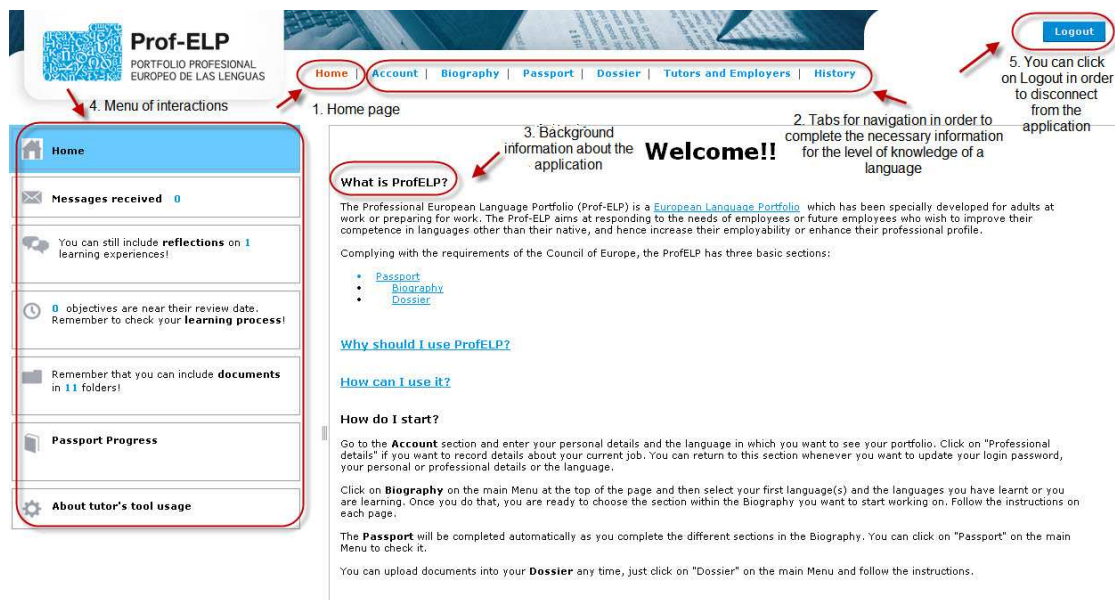 Prof-ELP
PORTFOLIO PROFESIONAL
EUROPEO DE LAS LENGUAS
Logout
Home | Account | Biography | Passport | Dossier | Tutors and Employers | History
5. You can click
on Logout in order
to disconnect
from the
application
4. Menu of interactions
1. Home page
2. Tabs for navigation in order to
complete the necessary information
for the level of knowledge of a
language
3. Background
information about the
application
Home
Messages received 0
You can still include reflections on 1
learning experiences!
0 objectives are near their review date.
Remember to check your learning process!
Remember that you can include documents
in 11 folders!
Passport Progress
About tutor's tool usage
Welcome!!
What is ProfELP?
The Professional European Language Portfolio (Prof-ELP) is a European Language Portfolio which has been specially developed for adults at
work or preparing for work. The Prof-ELP aims at responding to the needs of employees or future employees who wish to improve their
competence in languages other than their native, and hence increase their employability or enhance their professional profile.
Complying with the requirements of the Council of Europe, the ProfELP has three basic sections:
• Passport
• Biography
• Dossier
Why should I use ProfELP?
How can I use it?
How do I start?
Go to the Account section and enter your personal details and the language in which you want to see your portfolio. Click on "Professional
details" if you want to record details about your current job. You can return to this section whenever you want to update your login password,
your personal or professional details or the language.
Click on Biography on the main Menu at the top of the page and then select your first language(s) and the languages you have learnt or you
are learning. Once you do that, you are ready to choose the section within the Biography you want to start working on. Follow the instructions on
each page.
The Passport will be completed automatically as you complete the different sections in the Biography. You can click on "Passport" on the main
Menu to check it.
You can upload documents into your Dossier any time, just click on "Dossier" on the main Menu and follow the instructions.